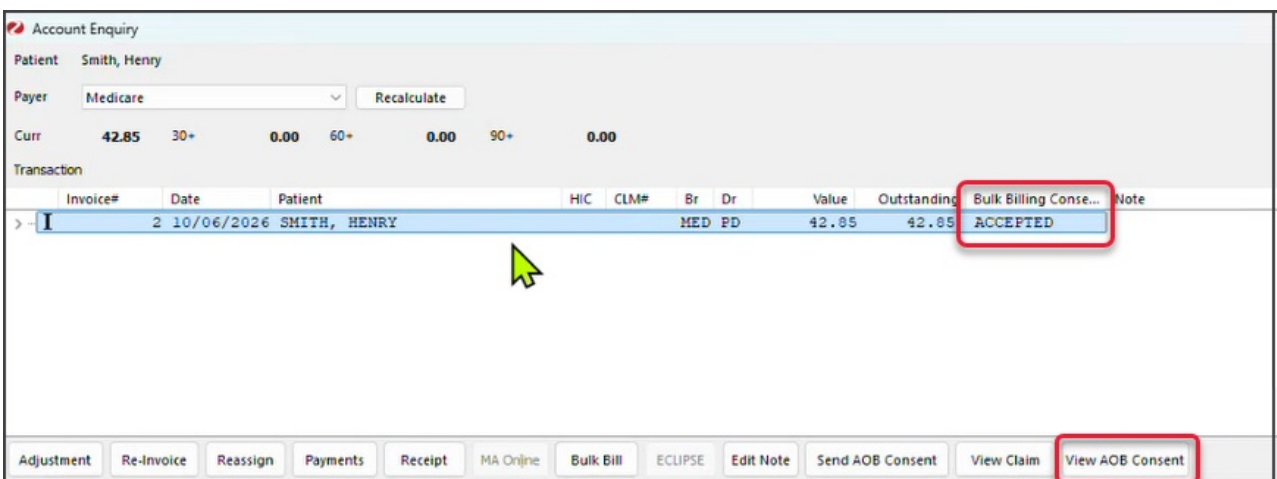 Account Enquiry
Patient Smith, Henry
Payer Medicare Recalculate
Curr 42.85 30+ 0.00 60+ 0.00 90+ 0.00
Transaction
Invoice# Date Patient HIC CLM# Br Dr Value Outstanding Bulk Billing Conse... Note
2 10/06/2026 SMITH, HENRY MED PD 42.85 42.85 ACCEPTED
Adjustment Re-Invoice Reassign Payments Receipt MA Online Bulk Bill ECLIPSE Edit Note Send AOB Consent View Claim View AOB Consent